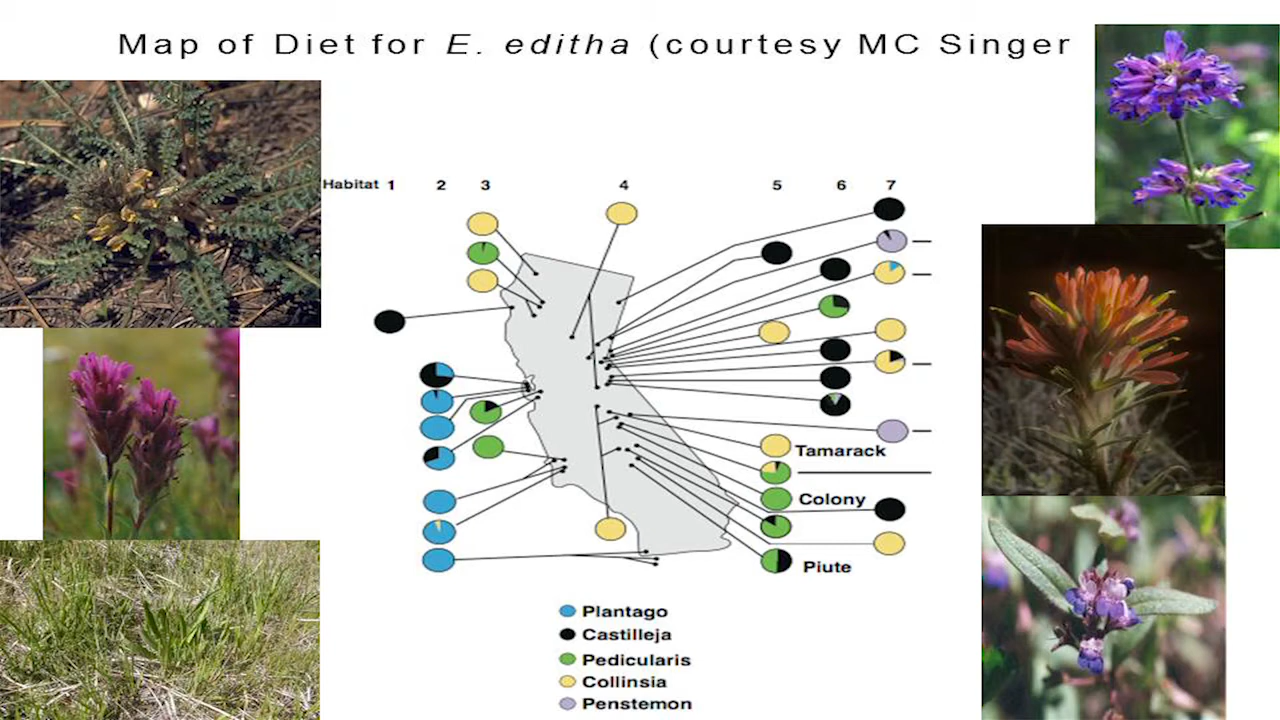 Map of Diet for E. editha (courtesy MC Singer
Habitat 1 2 3 4 5 6 7
Tamarack
Colony
Piute
Plantago
Castilleja
Pedicularis
Collinsia
Penstemon